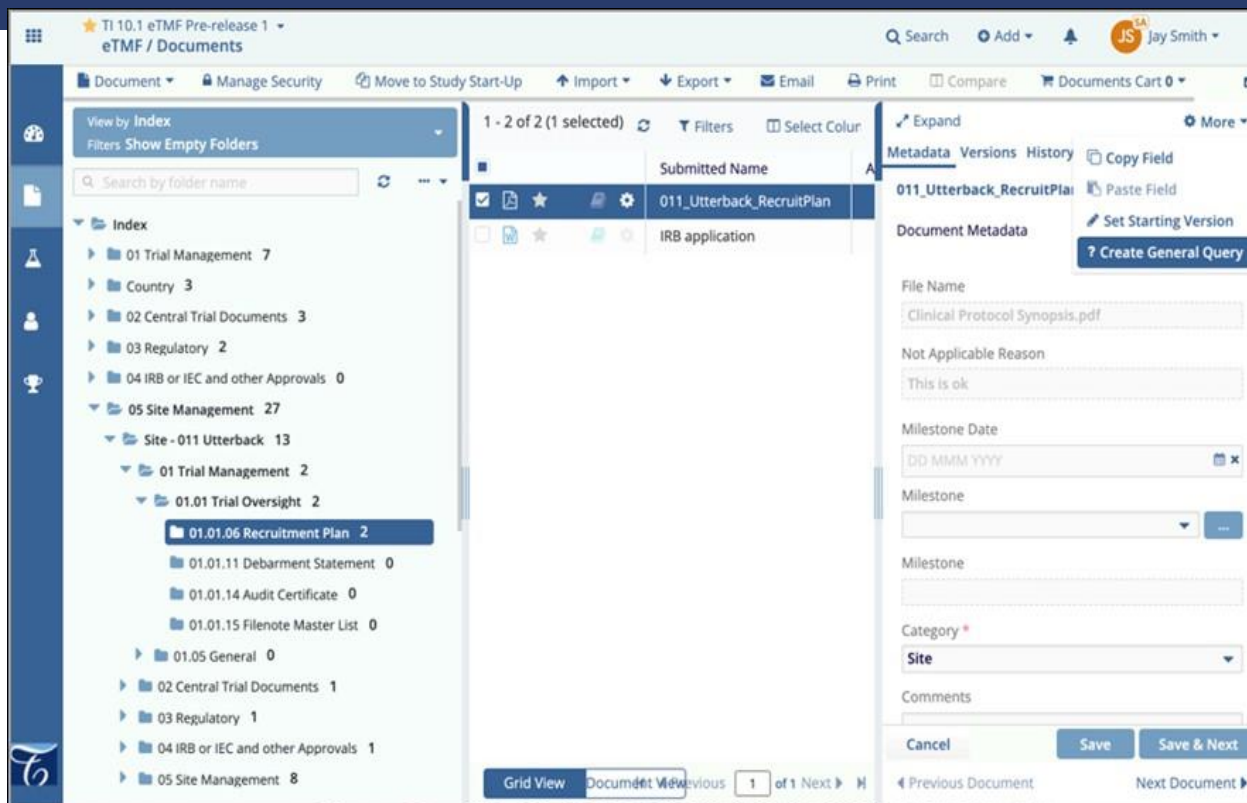 TI 10.1 eTMF Pre-release 1
eTMF / Documents
Search
Add
SA
JS
Jay Smith
Document
Manage Security
Move to Study Start-Up
Import
Export
Email
Print
Compare
Documents Cart 0
View by Index
Filters Show Empty Folders
Search by folder name
Index
01 Trial Management 7
Country 3
02 Central Trial Documents 3
03 Regulatory 2
04 IRB or IEC and other Approvals 0
05 Site Management 27
Site - 011 Utterback 13
01 Trial Management 2
01.01 Trial Oversight 2
01.01.06 Recruitment Plan 2
01.01.11 Debarment Statement 0
01.01.14 Audit Certificate 0
01.01.15 Filenote Master List 0
01.05 General 0
02 Central Trial Documents 1
03 Regulatory 1
04 IRB or IEC and other Approvals 1
05 Site Management 8
1 - 2 of 2 (1 selected)
Filters
Select Colur
Submitted Name
A
011_Utterback_RecruitPlan
IRB application
Grid View
Document View
Previous
1
of 1
Next
Expand
More
Metadata
Versions
History
Copy Field
Paste Field
Set Starting Version
? Create General Query
011_Utterback_RecruitPla
Document Metadata
File Name
Clinical Protocol Synopsis.pdf
Not Applicable Reason
This is ok
Milestone Date
DD MMM YYYY
Milestone
...
Milestone
Category *
Site
Comments
Cancel
Save
Save & Next
Previous Document
Next Document